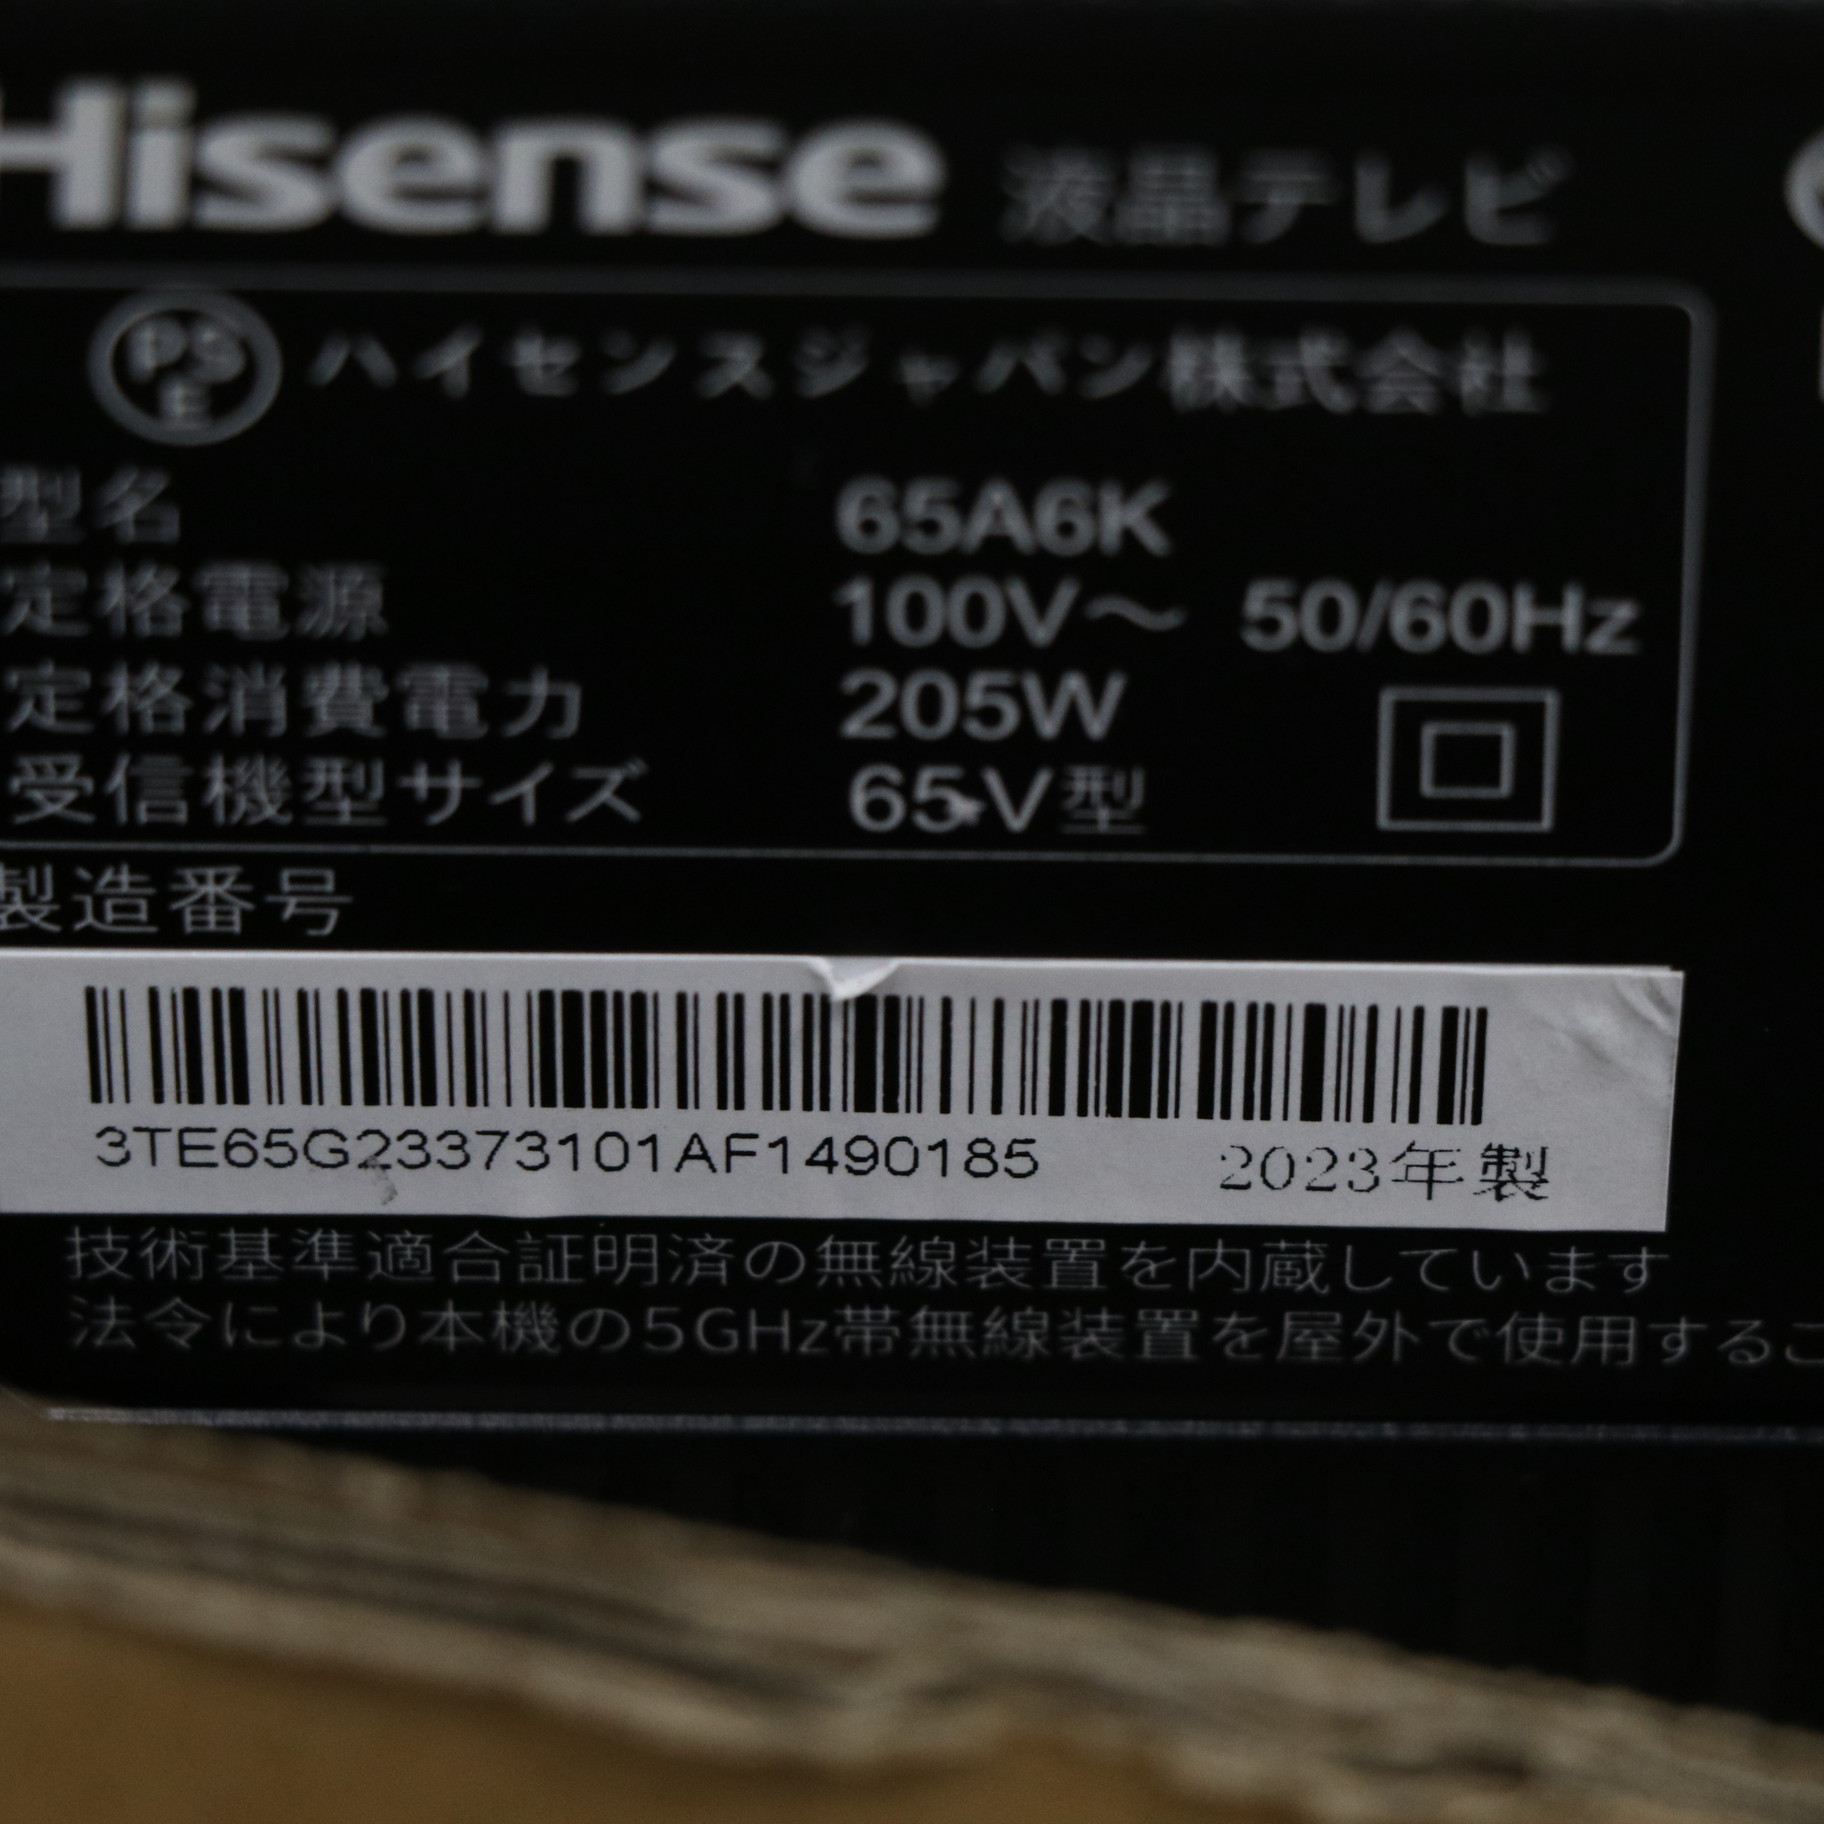 Hisense 液晶テレビ
PSE ハイセンスジャパン株式会社
型名 65A6K
定格電源 100V～ 50/60Hz
定格消費電力 205W
受信機型サイズ 65V型
製造番号
3TE65G23373101AF1490185 2023年製
技術基準適合証明済の無線装置を内蔵しています
法令により本機の5GHz帯無線装置を屋外で使用するこ